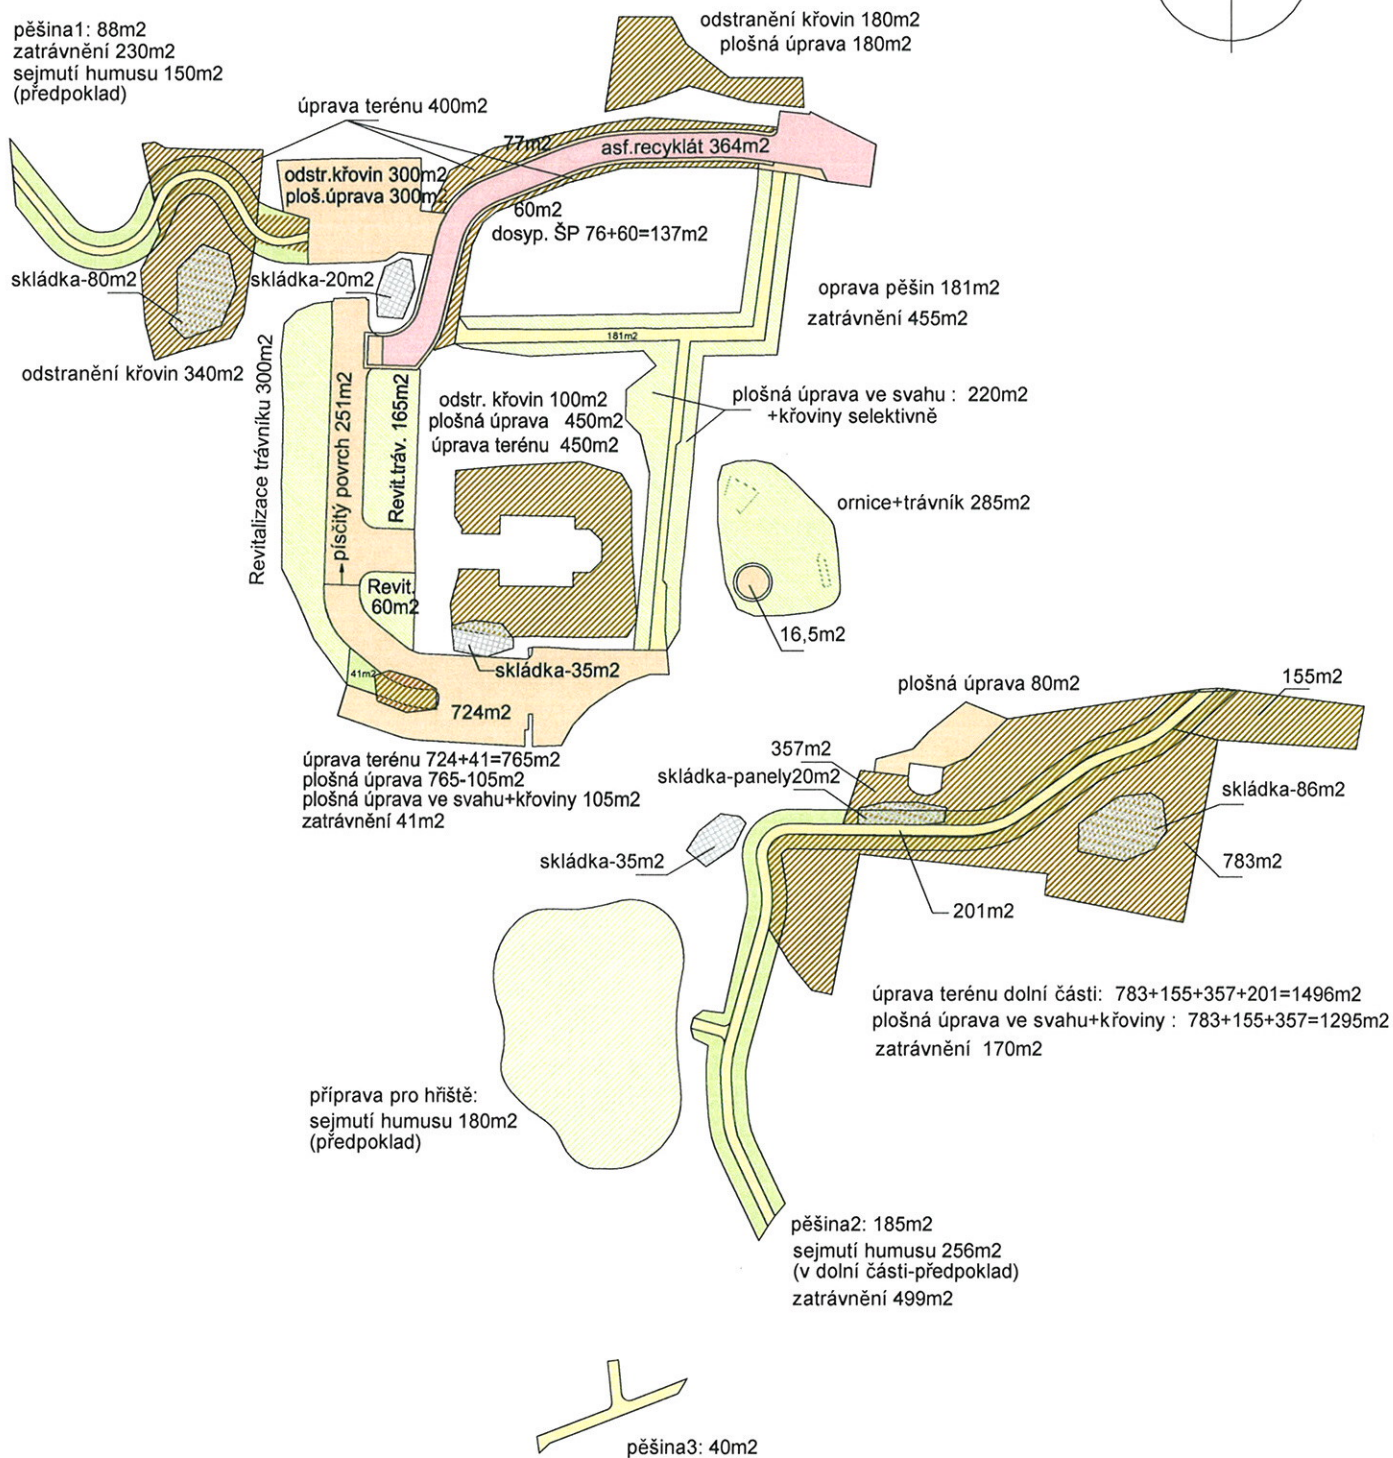 pěšina1: 88m2
zatrávnění 230m2
sejmutí humusu 150m2
(předpoklad)
odstranění křovin 180m2
plošná úprava 180m2
úprava terénu 400m2
77m2
asf.recyklát 364m2
odstr.křovin 300m2
ploš.úprava 300m2
60m2
dosyp. ŠP 76+60=137m2
skládka-80m2
skládka-20m2
oprava pěšin 181m2
zatrávnění 455m2
181m2
odstranění křovin 340m2
Revitalizace trávníku 300m2
písčitý povrch 251m2
Revit.tráv. 165m2
odstr. křovin 100m2
plošná úprava 450m2
úprava terénu 450m2
plošná úprava ve svahu : 220m2
+křoviny selektivně
ornice+trávník 285m2
Revit.
60m2
16,5m2
skládka-35m2
41m2
724m2
úprava terénu 724+41=765m2
plošná úprava 765-105m2
plošná úprava ve svahu+křoviny 105m2
zatrávnění 41m2
plošná úprava 80m2
155m2
357m2
skládka-panely20m2
skládka-86m2
skládka-35m2
783m2
201m2
úprava terénu dolní části: 783+155+357+201=1496m2
plošná úprava ve svahu+křoviny : 783+155+357=1295m2
zatrávnění 170m2
příprava pro hřiště:
sejmutí humusu 180m2
(předpoklad)
pěšina2: 185m2
sejmutí humusu 256m2
(v dolní části-předpoklad)
zatrávnění 499m2
pěšina3: 40m2